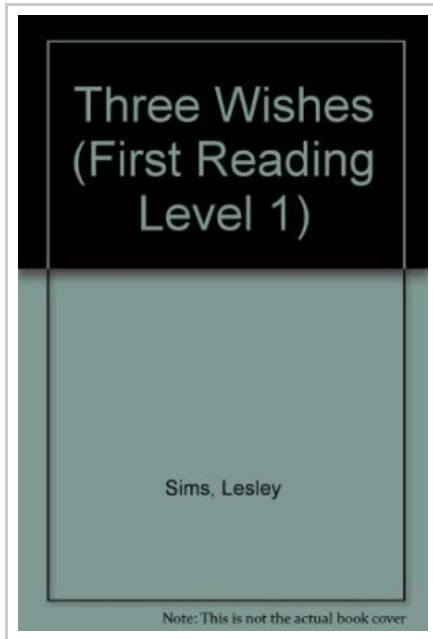 Three Wishes
(First Reading
Level 1)
Sims, Lesley
Note: This is not the actual book cover